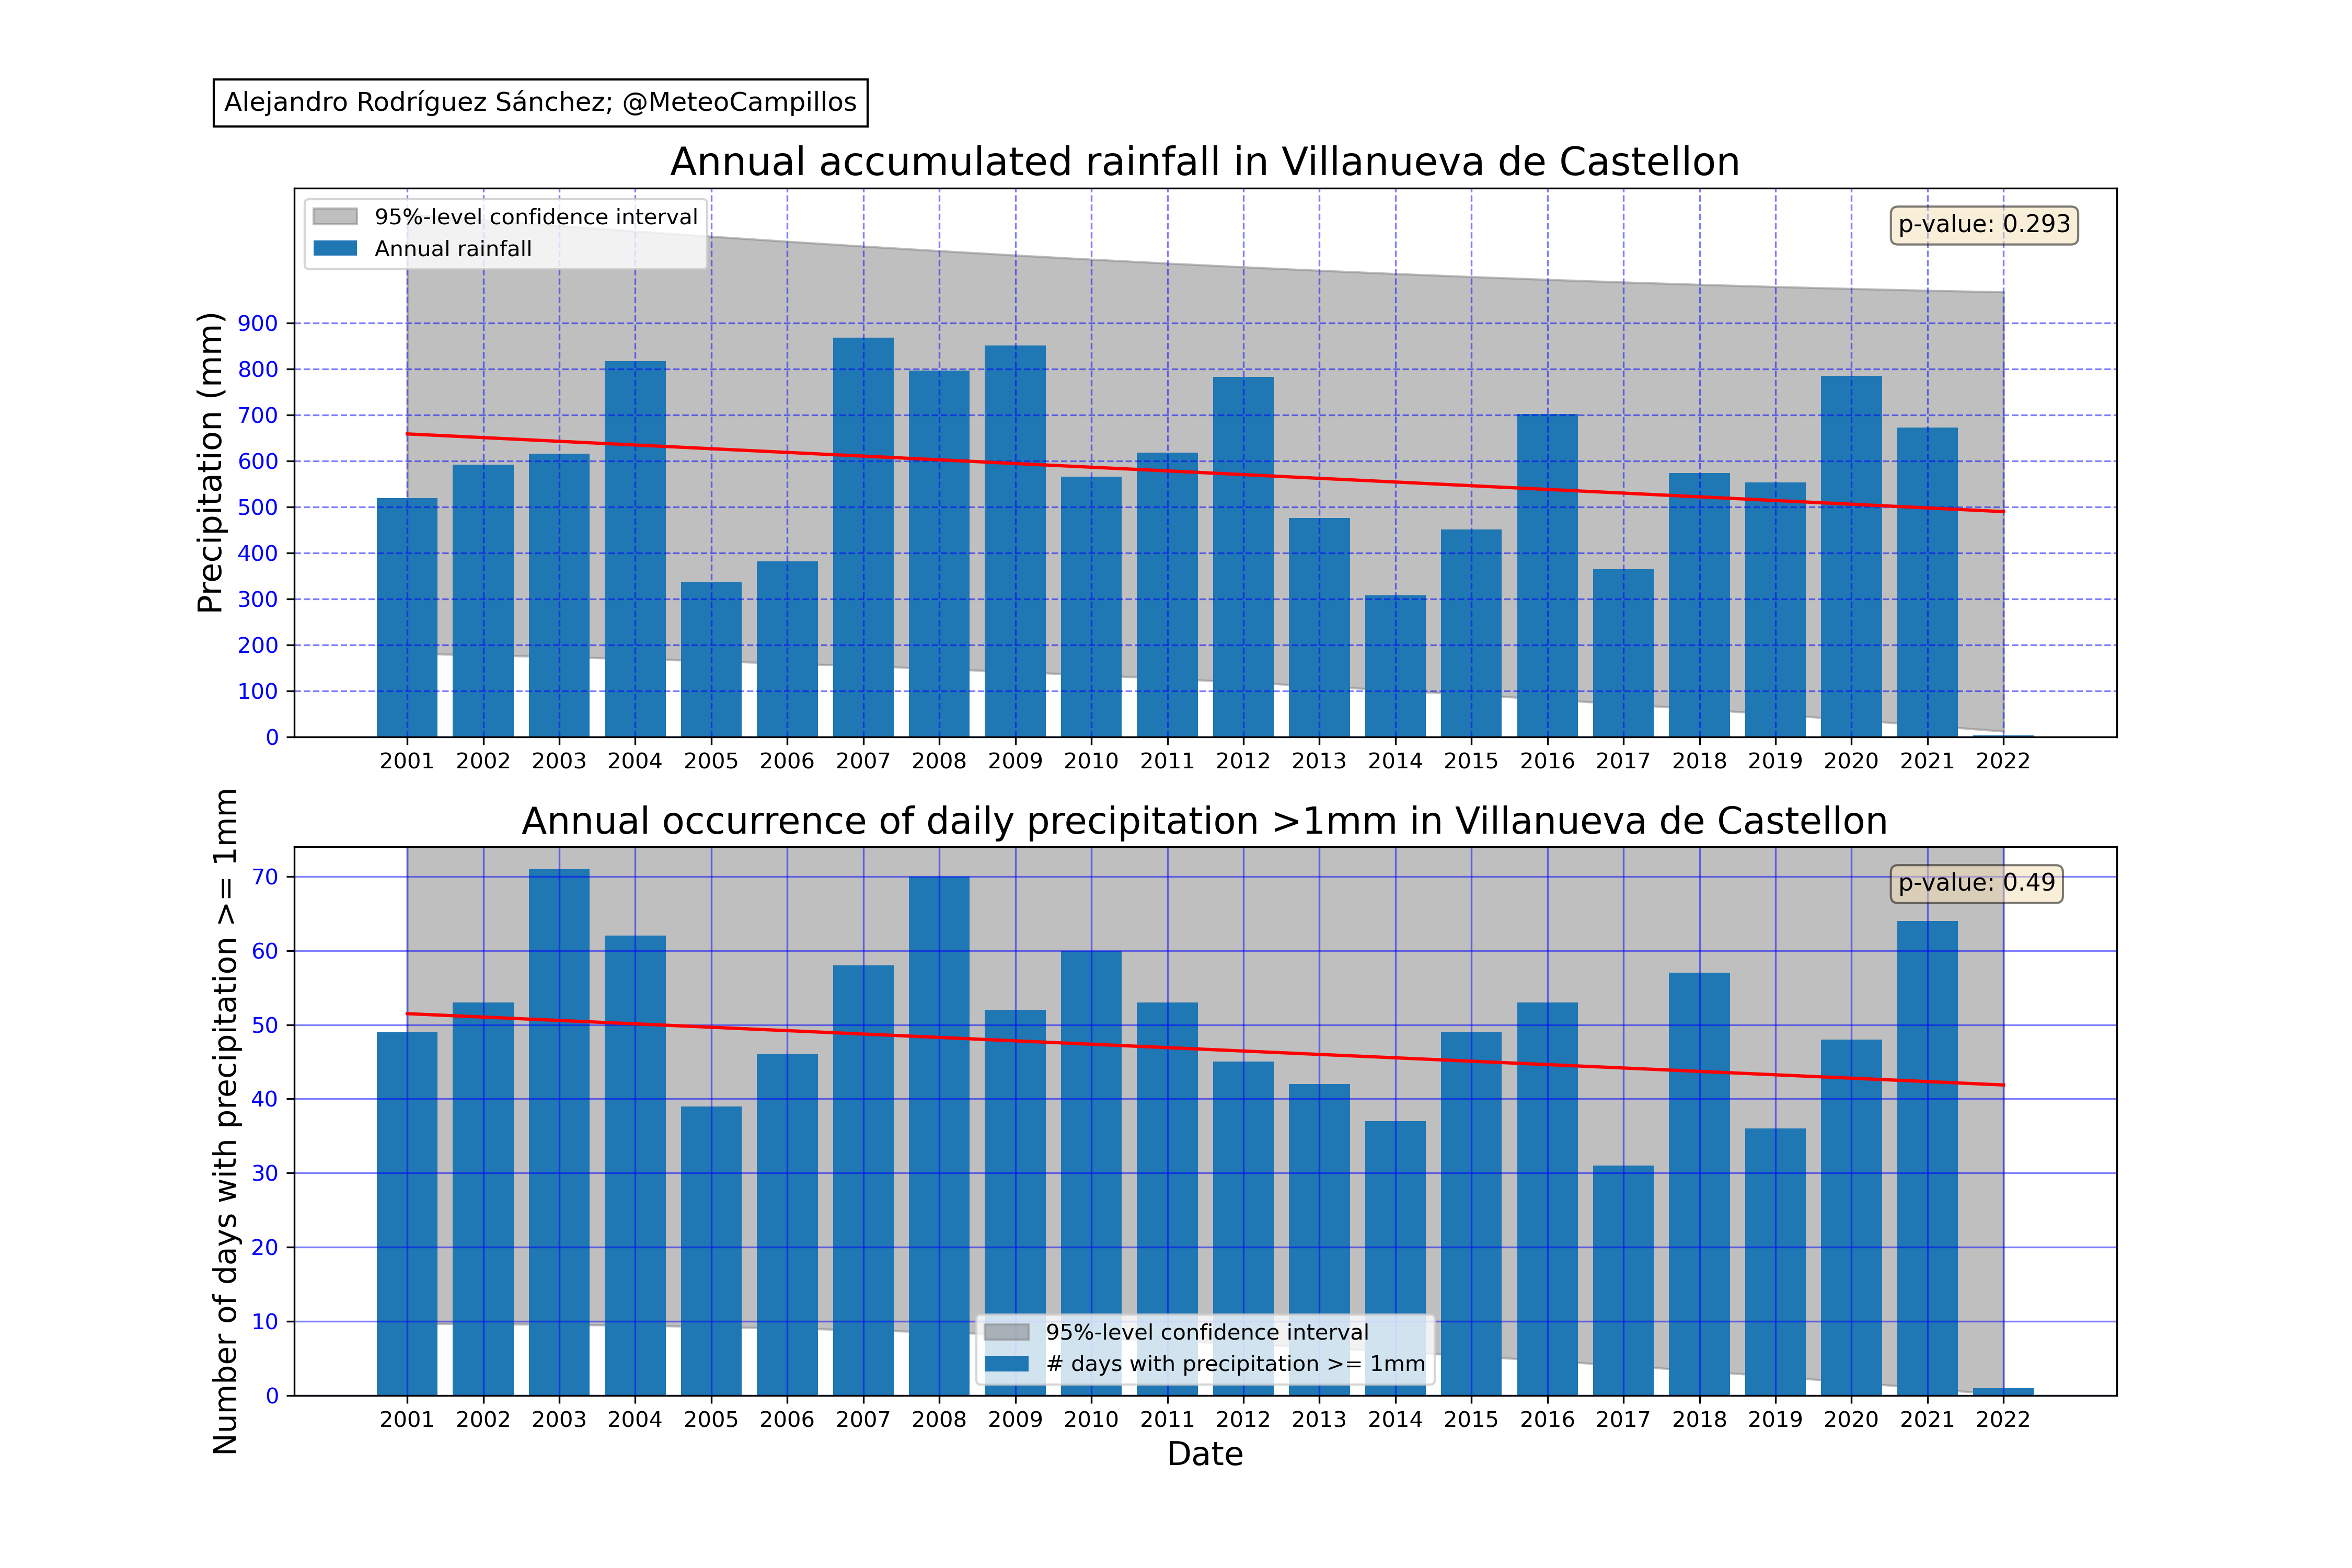 Alejandro Rodríguez Sánchez; @MeteoCampillos
Annual accumulated rainfall in Villanueva de Castellon
95%-level confidence interval
Annual rainfall
p-value: 0.293
Precipitation (mm)
900
800
700
600
500
400
300
200
100
0
2001 2002 2003 2004 2005 2006 2007 2008 2009 2010 2011 2012 2013 2014 2015 2016 2017 2018 2019 2020 2021 2022
Annual occurrence of daily precipitation >1mm in Villanueva de Castellon
p-value: 0.49
Number of days with precipitation >= 1mm
70
60
50
40
30
20
10
0
95%-level confidence interval
# days with precipitation >= 1mm
2001 2002 2003 2004 2005 2006 2007 2008 2009 2010 2011 2012 2013 2014 2015 2016 2017 2018 2019 2020 2021 2022
Date